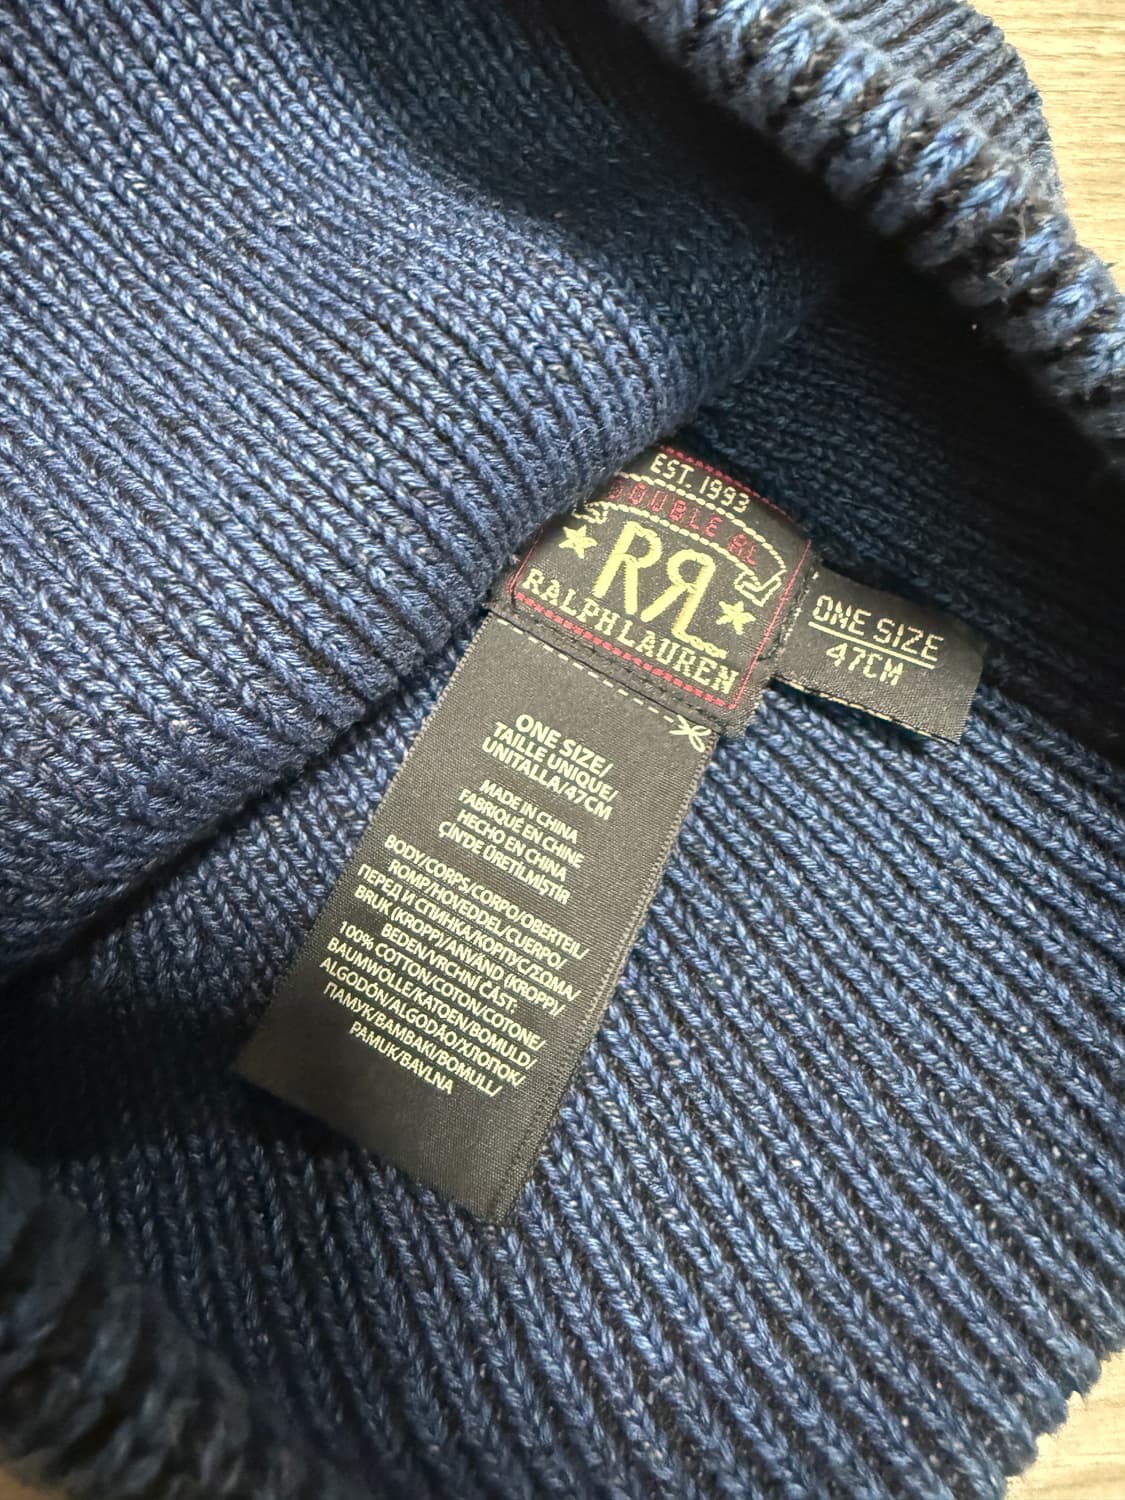 EST. 1993
DOUBLE RL
RRL
RALPH LAUREN
ONE SIZE
47CM
ONE SIZE/
TAILLE UNIQUE/
UNITALLA/47CM
MADE IN CHINA
FABRIQUÉ EN CHINE
HECHO EN CHINA
ÇİN'DE ÜRETİLMİŞTİR
BODY/CORPS/CORPO/OBERTEIL/
ROMP/HOVEDDEL/CUERPO/
ПЕРЕД И СПИНКА/КОРПУС/ΣΩΜΑ/
BRUK (KROPP)/ANVÄND (KROPP)/
BEDEN/VRCHNÍ ČÁST:
100% COTTON/COTON/COTONE/
BAUMWOLLE/KATOEN/BOMULD/
ALGODÓN/ALGODÃO/ХЛОПОК/
ПАМУК/BAMBAKI/BOMULL/
PAMUK/BAVLNA